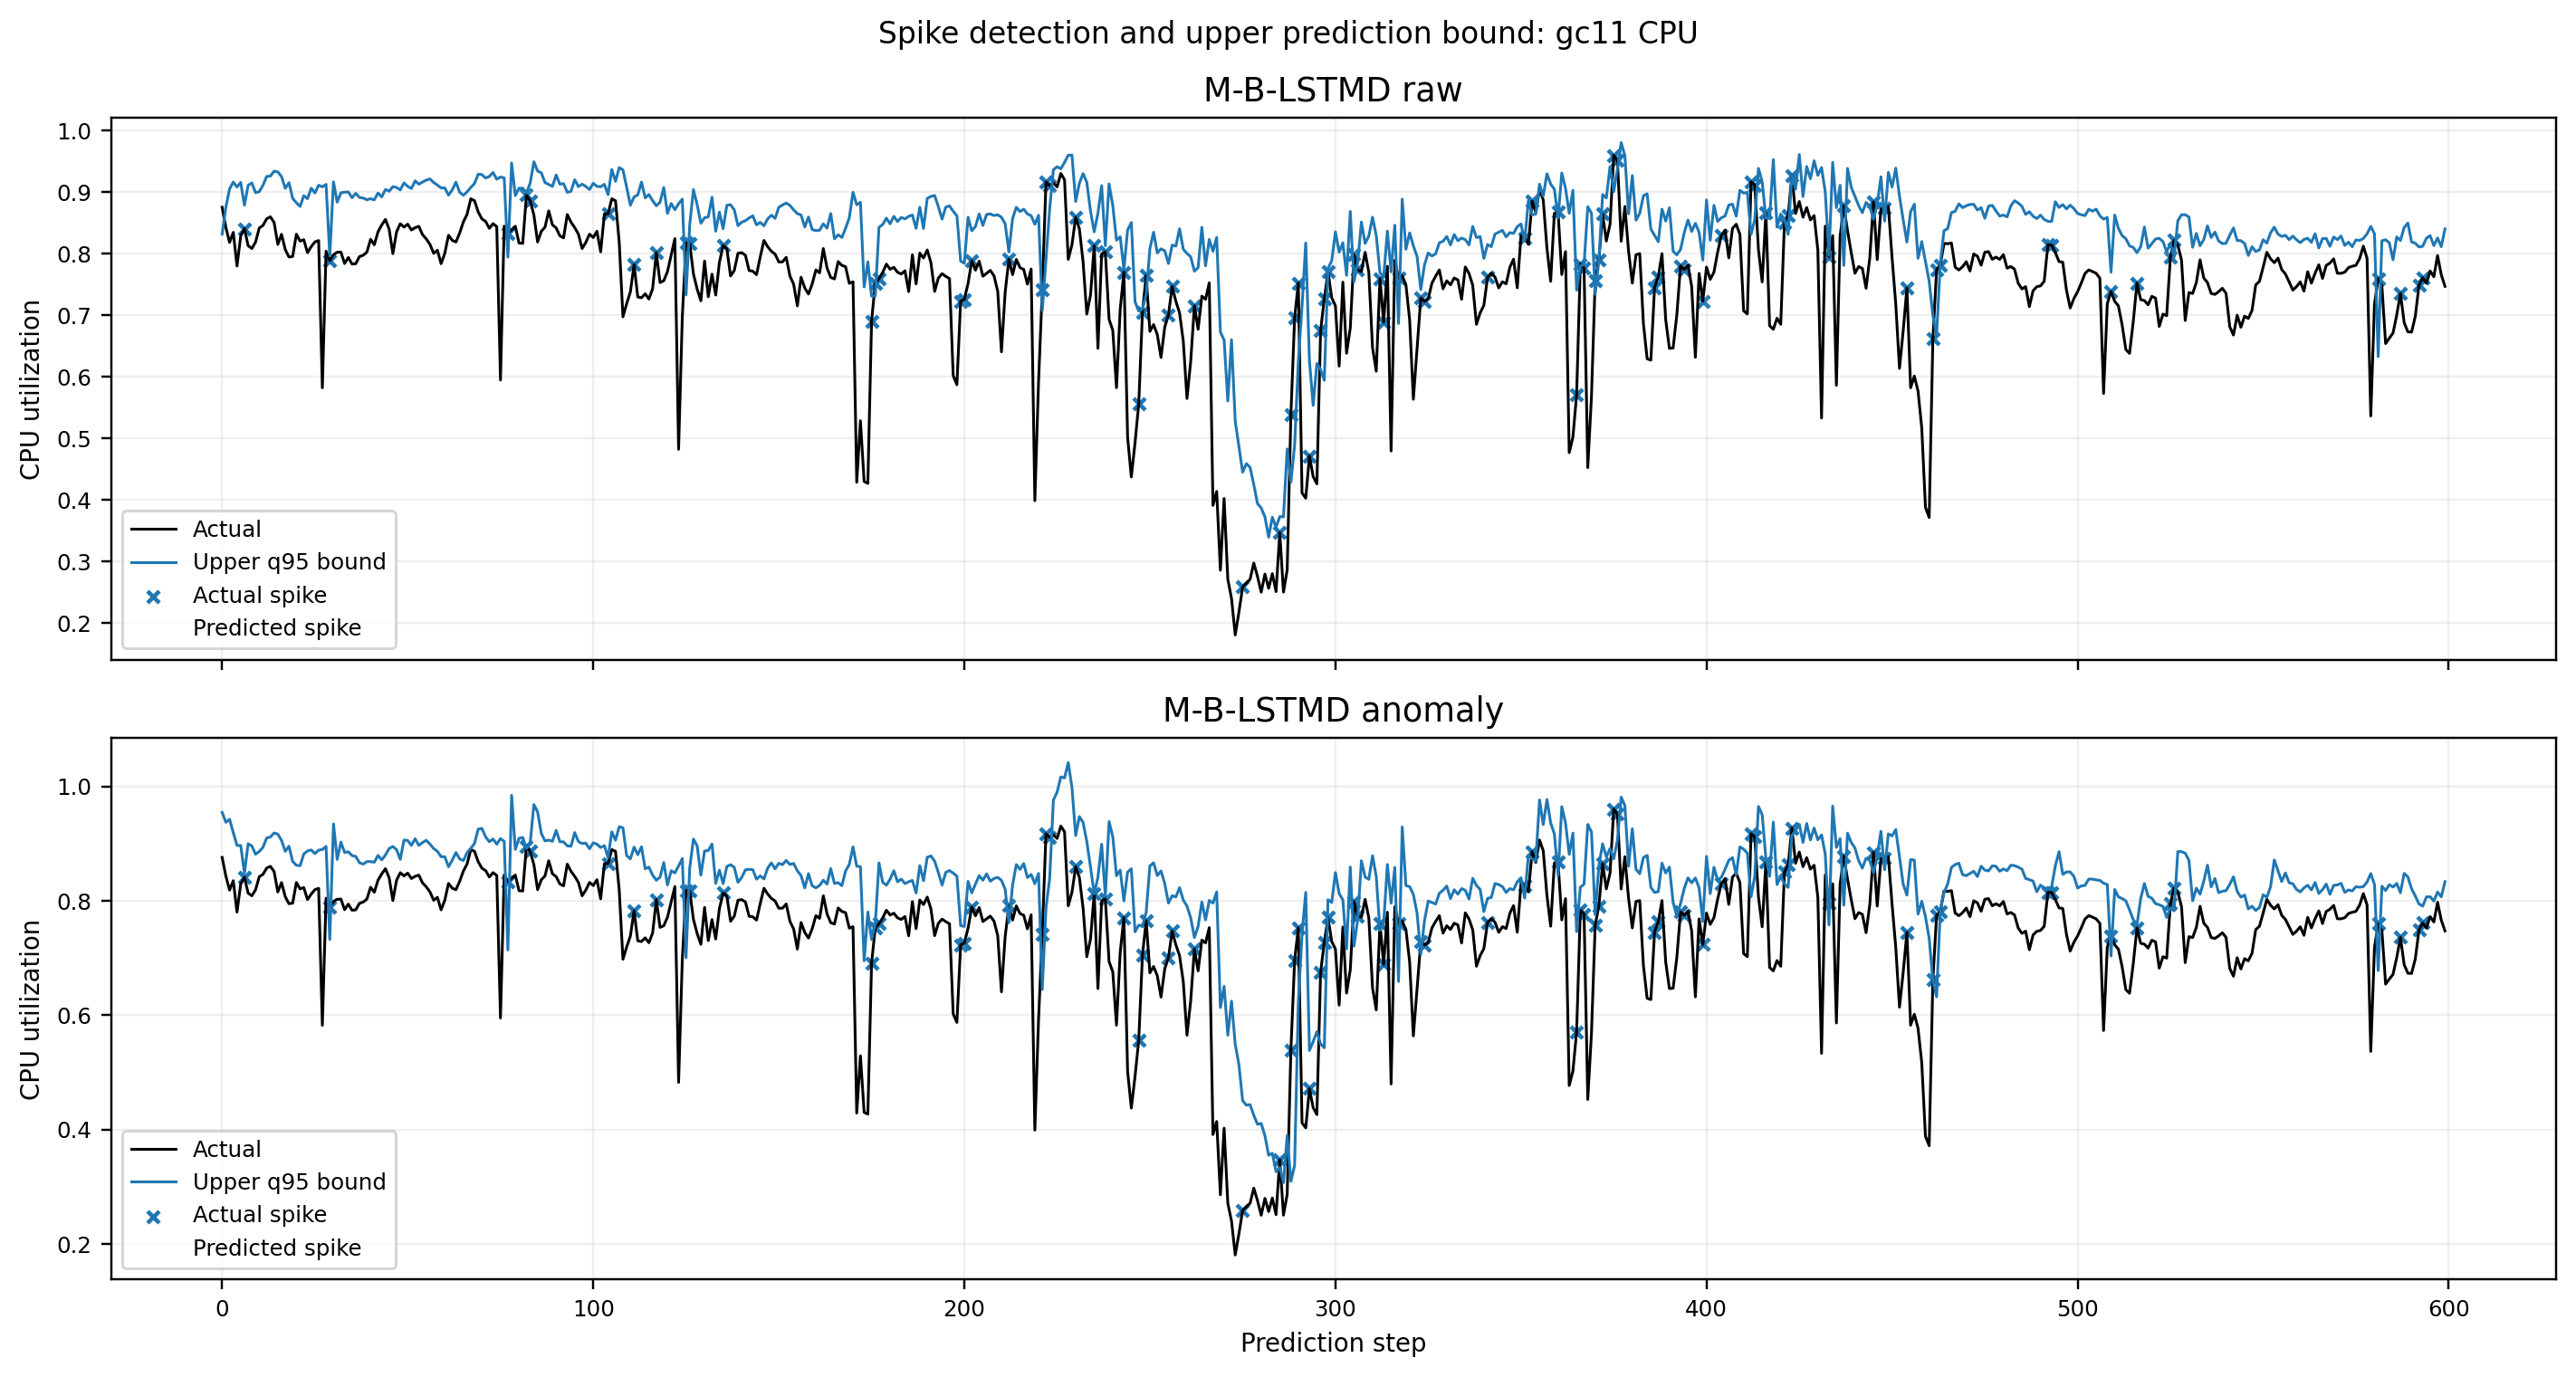 Spike detection and upper prediction bound: gc11 CPU
M-B-LSTMD raw
1.0
0.9
0.8
0.7
0.6
0.5
0.4
0.3
0.2
CPU utilization
Actual
Upper q95 bound
Actual spike
Predicted spike
M-B-LSTMD anomaly
1.0
0.8
0.6
0.4
0.2
CPU utilization
Actual
Upper q95 bound
Actual spike
Predicted spike
0 100 200 300 400 500 600
Prediction step